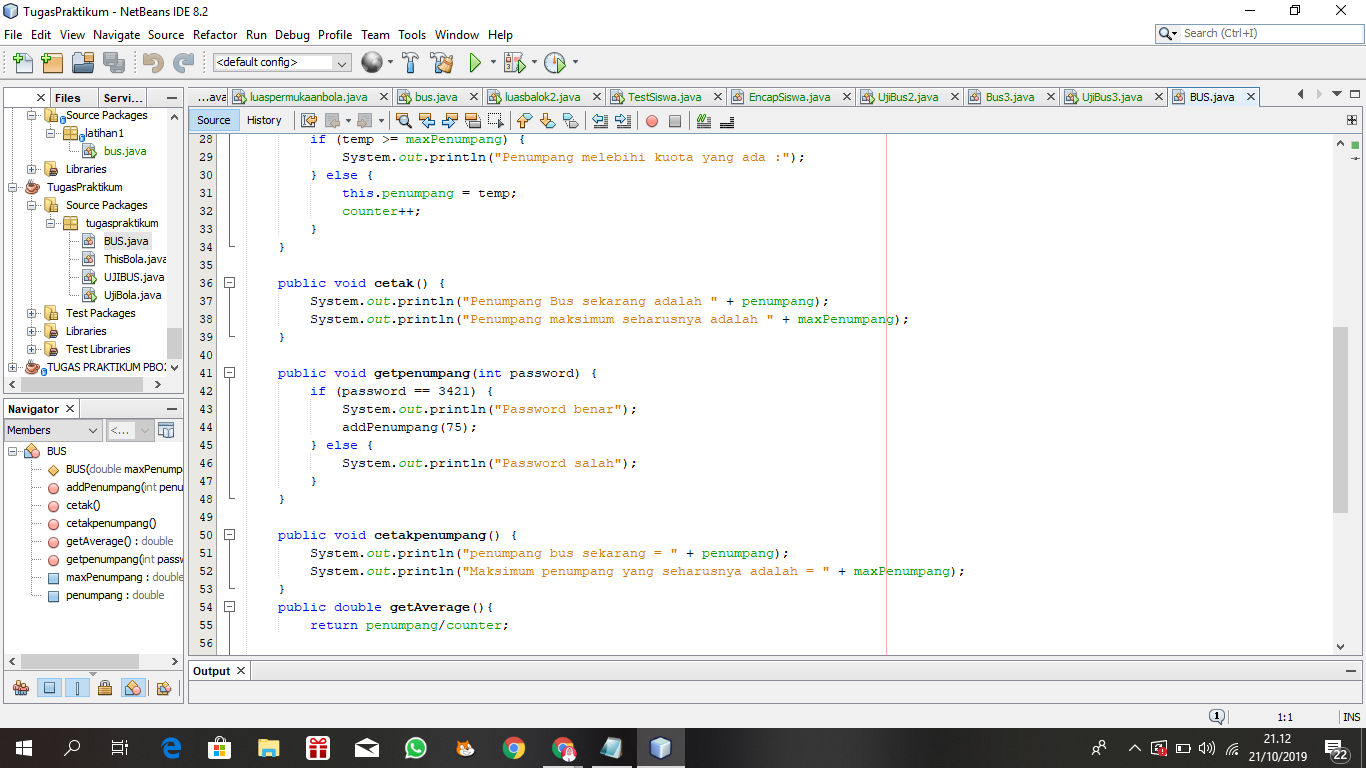 TugasPraktikum - NetBeans IDE 8.2
File Edit View Navigate Source Refactor Run Debug Profile Team Tools Window Help
Search (Ctrl+I)
<default config>
Files Servi...
...ava luaspermukaanbola.java bus.java luasbalok2.java TestSiswa.java EncapSiswa.java UjiBus2.java Bus3.java UjiBus3.java BUS.java
Source History
Source Packages
latihan1
bus.java
Libraries
TugasPraktikum
Source Packages
tugaspraktikum
BUS.java
ThisBola.java
UJIBUS.java
UjiBola.java
Test Packages
Libraries
Test Libraries
TUGAS PRAKTIKUM PBO
Navigator
Members <...
BUS
BUS(double maxPenump
addPenumpang(int penu
cetak()
cetakpenumpang()
getAverage() : double
getpenumpang(int passw
maxPenumpang : double
penumpang : double
28 if (temp >= maxPenumpang) {
29 System.out.println("Penumpang melebihi kuota yang ada :");
30 } else {
31 this.penumpang = temp;
32 counter++;
33 }
34 }
35
36 public void cetak() {
37 System.out.println("Penumpang Bus sekarang adalah " + penumpang);
38 System.out.println("Penumpang maksimum seharusnya adalah " + maxPenumpang);
39 }
40
41 public void getpenumpang(int password) {
42 if (password == 3421) {
43 System.out.println("Password benar");
44 addPenumpang(75);
45 } else {
46 System.out.println("Password salah");
47 }
48 }
49
50 public void cetakpenumpang() {
51 System.out.println("penumpang bus sekarang = " + penumpang);
52 System.out.println("Maksimum penumpang yang seharusnya adalah = " + maxPenumpang);
53 }
54 public double getAverage(){
55 return penumpang/counter;
56
Output
1 1:1 INS
21.12
21/10/2019
22